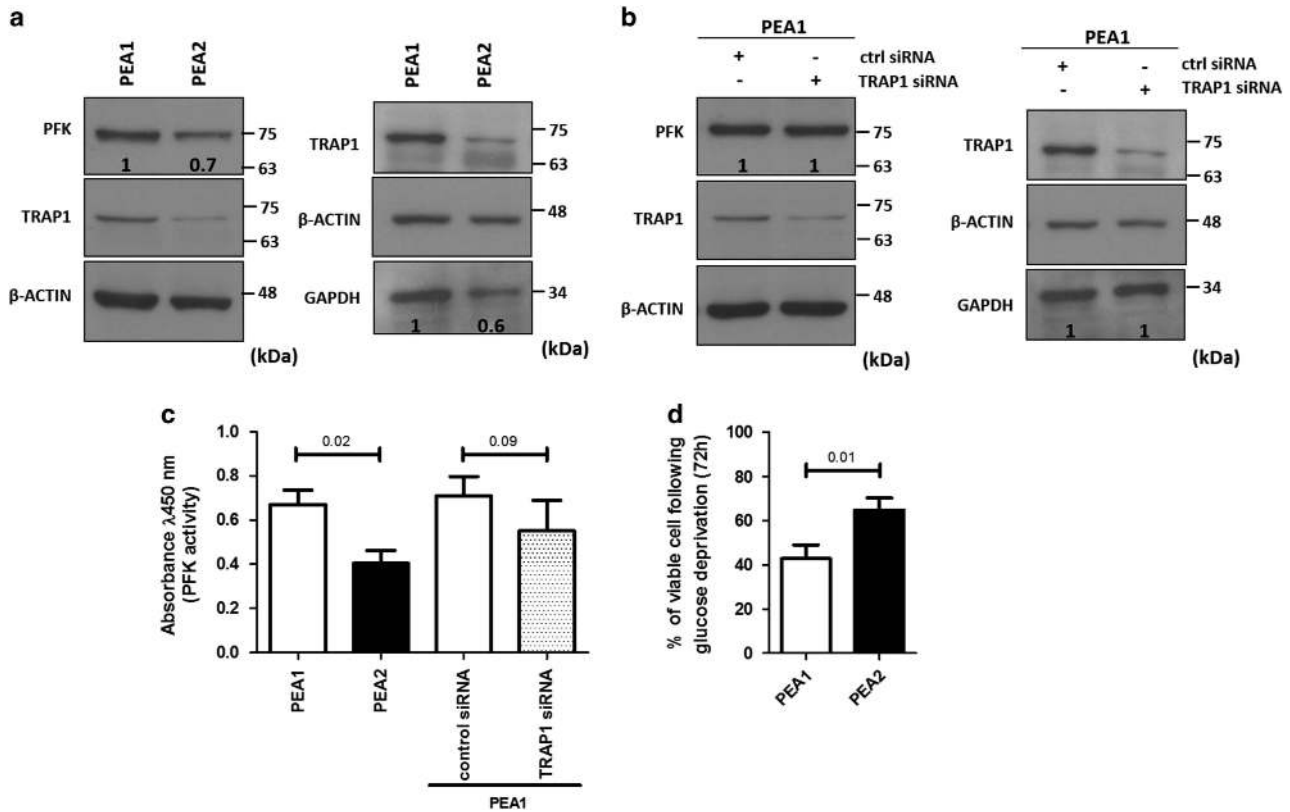 a
PEA1
PEA2
PFK
75
1
0.7
63
TRAP1
75
63
β-ACTIN
48
(kDa)
PEA1
PEA2
TRAP1
75
63
β-ACTIN
48
GAPDH
34
1
0.6
(kDa)
b
PEA1
+ - ctrl siRNA
- + TRAP1 siRNA
PFK
75
1
1
63
TRAP1
75
63
β-ACTIN
48
(kDa)
PEA1
+ - ctrl siRNA
- + TRAP1 siRNA
TRAP1
75
63
β-ACTIN
48
GAPDH
34
1
1
(kDa)
c
Absorbance λ450 nm
(PFK activity)
1.0
0.8
0.6
0.4
0.2
0.0
0.02
0.09
PEA1
PEA2
control siRNA
TRAP1 siRNA
PEA1
d
% of viable cell following
glucose deprivation (72h)
100
80
60
40
20
0
0.01
PEA1
PEA2